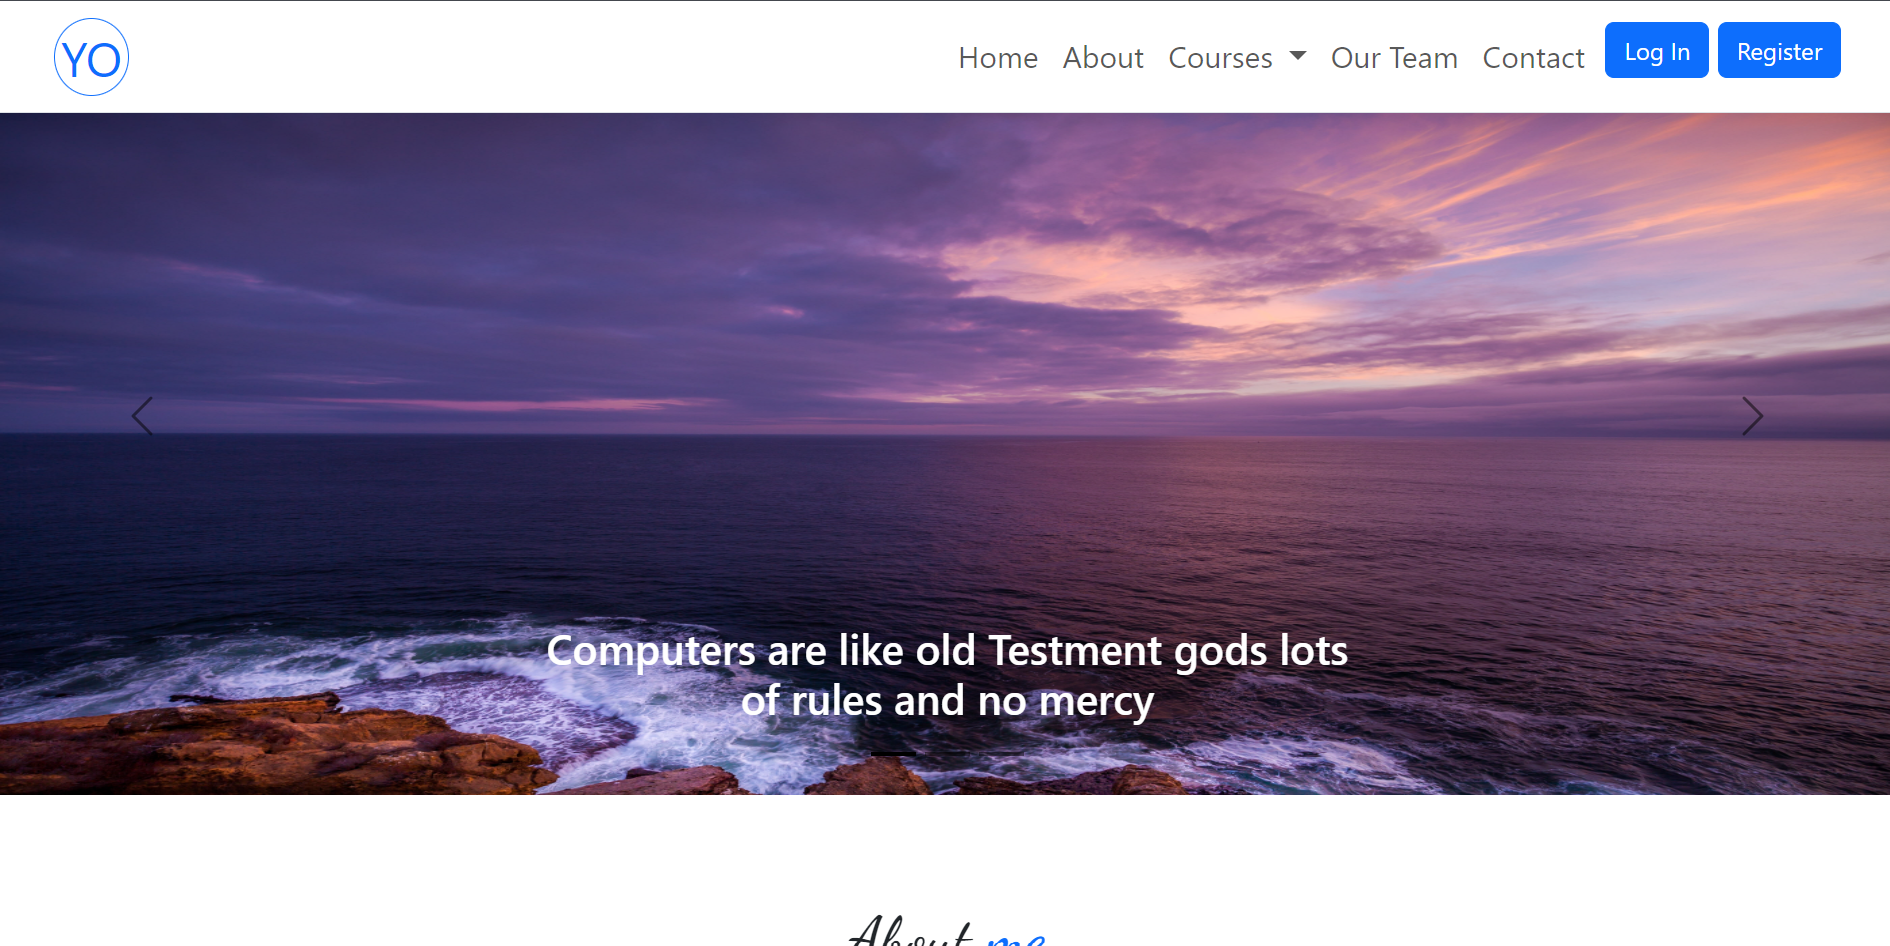 YO
Home About Courses Our Team Contact Log In Register
Computers are like old Testment gods lots
of rules and no mercy
About me